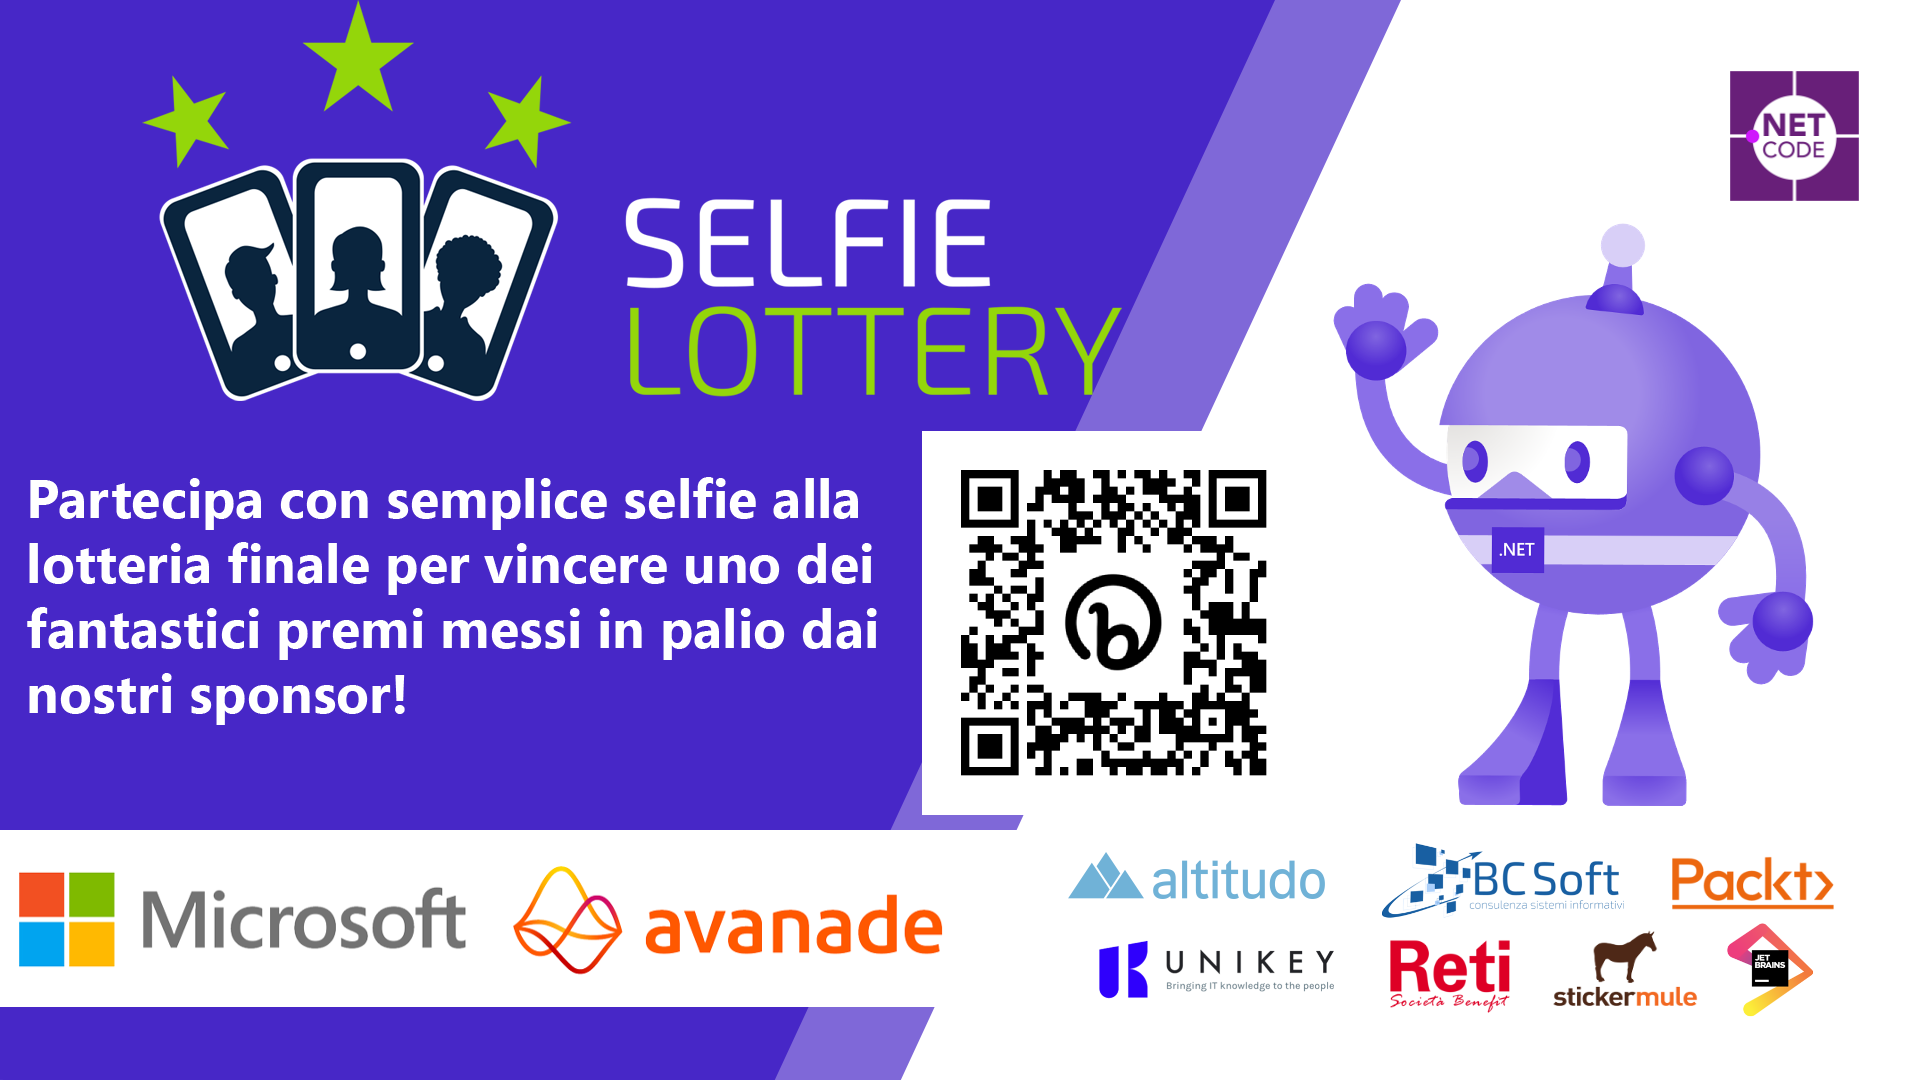 SELFIE
LOTTERY
NET
CODE
Partecipa con semplice selfie alla
lotteria finale per vincere uno dei
fantastici premi messi in palio dai
nostri sponsor!
b
.NET
Microsoft
avanade
altitudo
BC Soft
consulenza sistemi informativi
Packt
UNIKEY
Bringing IT knowledge to the people
Reti
Società Benefit
stickermule
JET
BRAINS